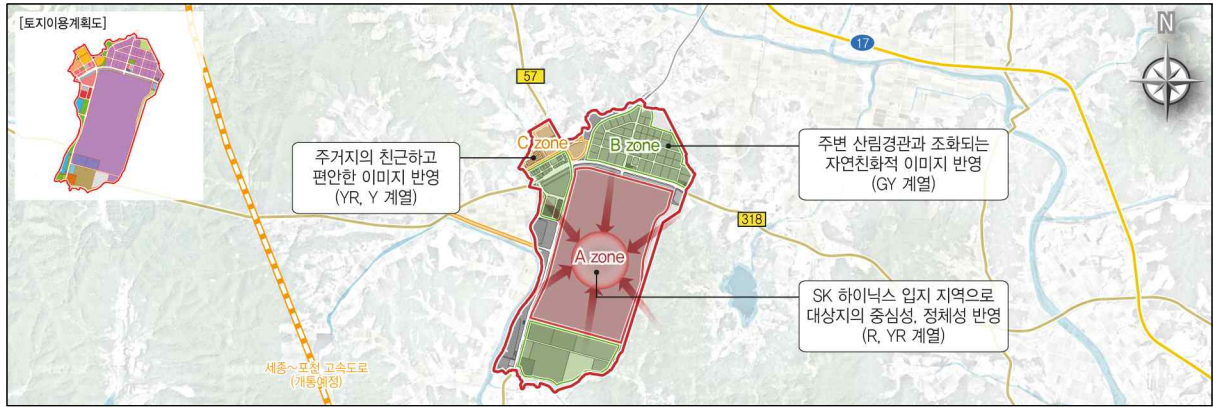 [토지이용계획도]
N
17
57
C zone
B zone
주거지의 친근하고
편안한 이미지 반영
(YR, Y 계열)
주변 산림경관과 조화되는
자연친화적 이미지 반영
(GY 계열)
318
A zone
SK 하이닉스 입지 지역으로
대상지의 중심성, 정체성 반영
(R, YR 계열)
세종~포천 고속도로
(개통예정)